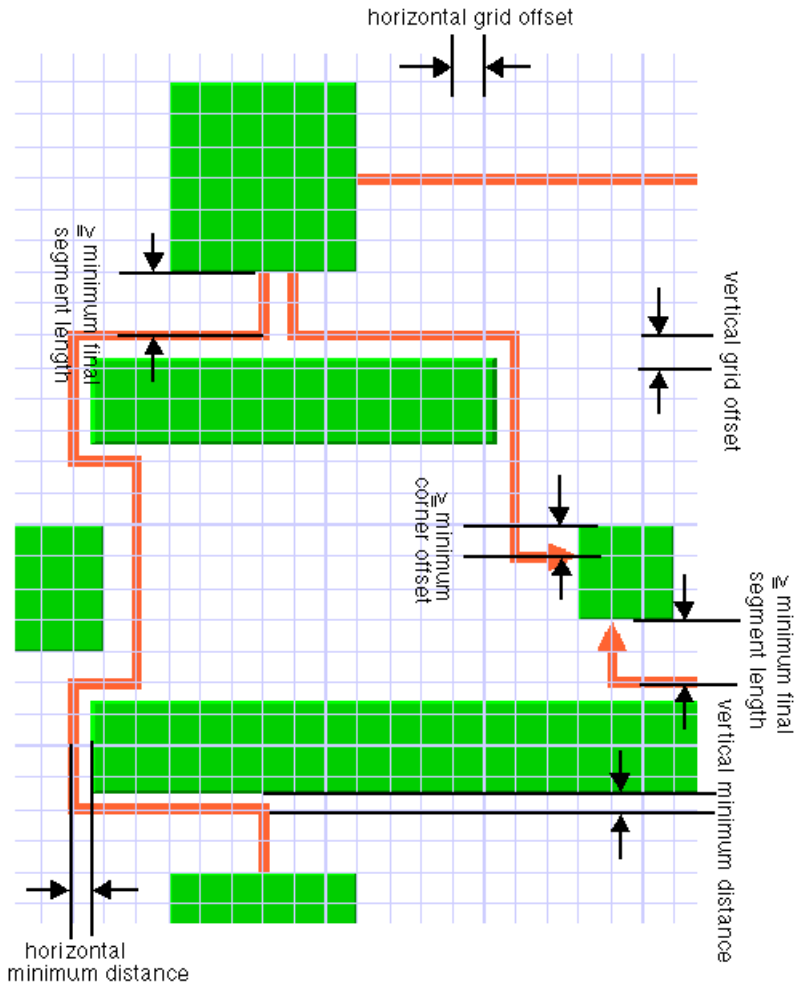 horizontal grid offset
≧ minimum final
segment length
vertical grid offset
≧ minimum
corner offset
≧ minimum final
segment length
vertical minimum distance
horizontal
minimum distance